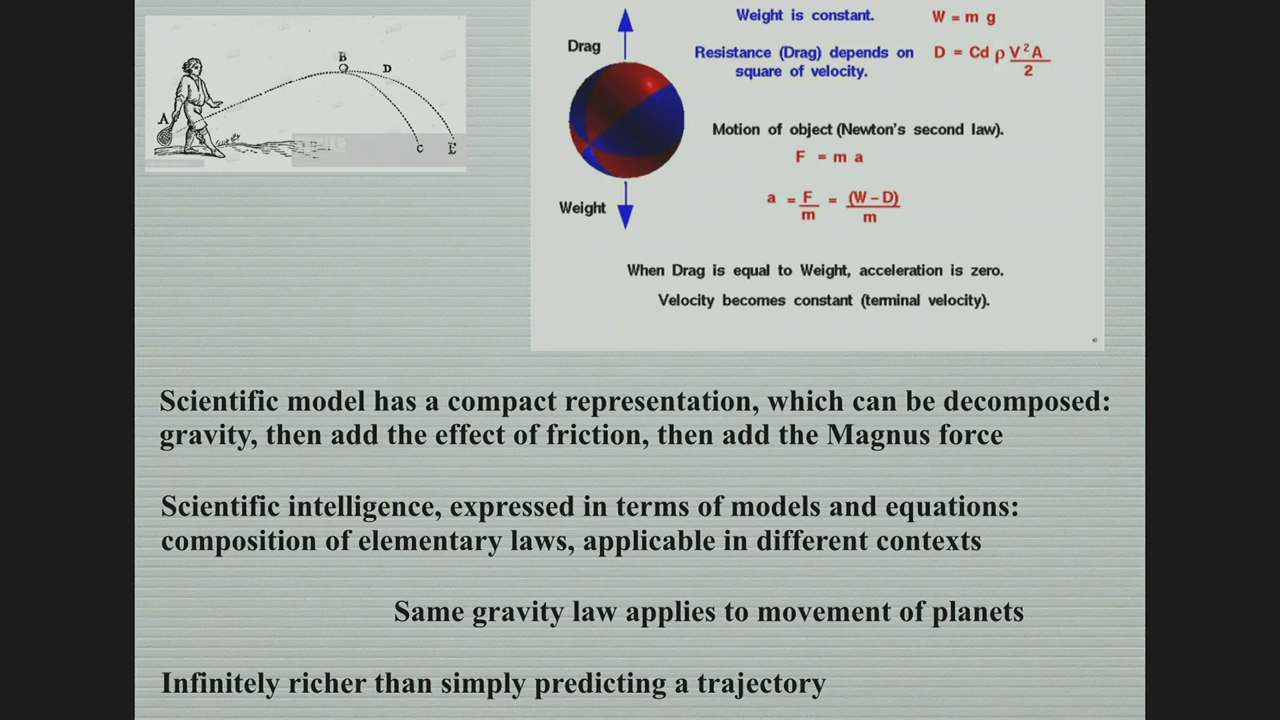 B
D
A
C
E
Drag
Weight
Weight is constant. W = m g
Resistance (Drag) depends on square of velocity. D = Cd ρ V²A / 2
Motion of object (Newton's second law).
F = m a
a = F / m = (W – D) / m
When Drag is equal to Weight, acceleration is zero.
Velocity becomes constant (terminal velocity).
Scientific model has a compact representation, which can be decomposed:
gravity, then add the effect of friction, then add the Magnus force
Scientific intelligence, expressed in terms of models and equations:
composition of elementary laws, applicable in different contexts
Same gravity law applies to movement of planets
Infinitely richer than simply predicting a trajectory